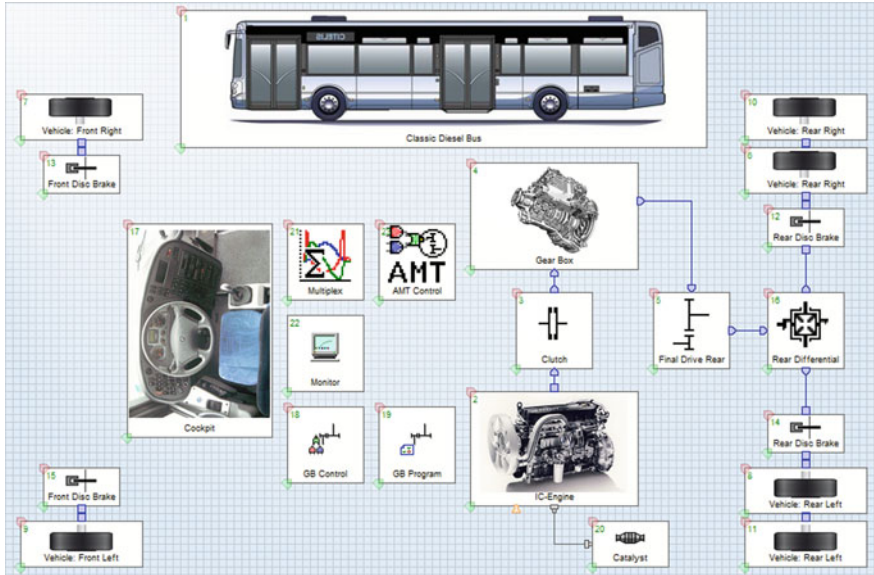 1
CITELIS
Classic Diesel Bus
7
Vehicle: Front Right
13
Front Disc Brake
10
Vehicle: Rear Right
6
Vehicle: Rear Right
12
Rear Disc Brake
4
Gear Box
17
Cockpit
21
Multiplex
23
AMT
AMT Control
22
Monitor
3
Clutch
5
Final Drive Rear
16
Rear Differential
18
GB Control
19
GB Program
2
IC-Engine
14
Rear Disc Brake
15
Front Disc Brake
9
Vehicle: Front Left
20
Catalyst
8
Vehicle: Rear Left
11
Vehicle: Rear Left